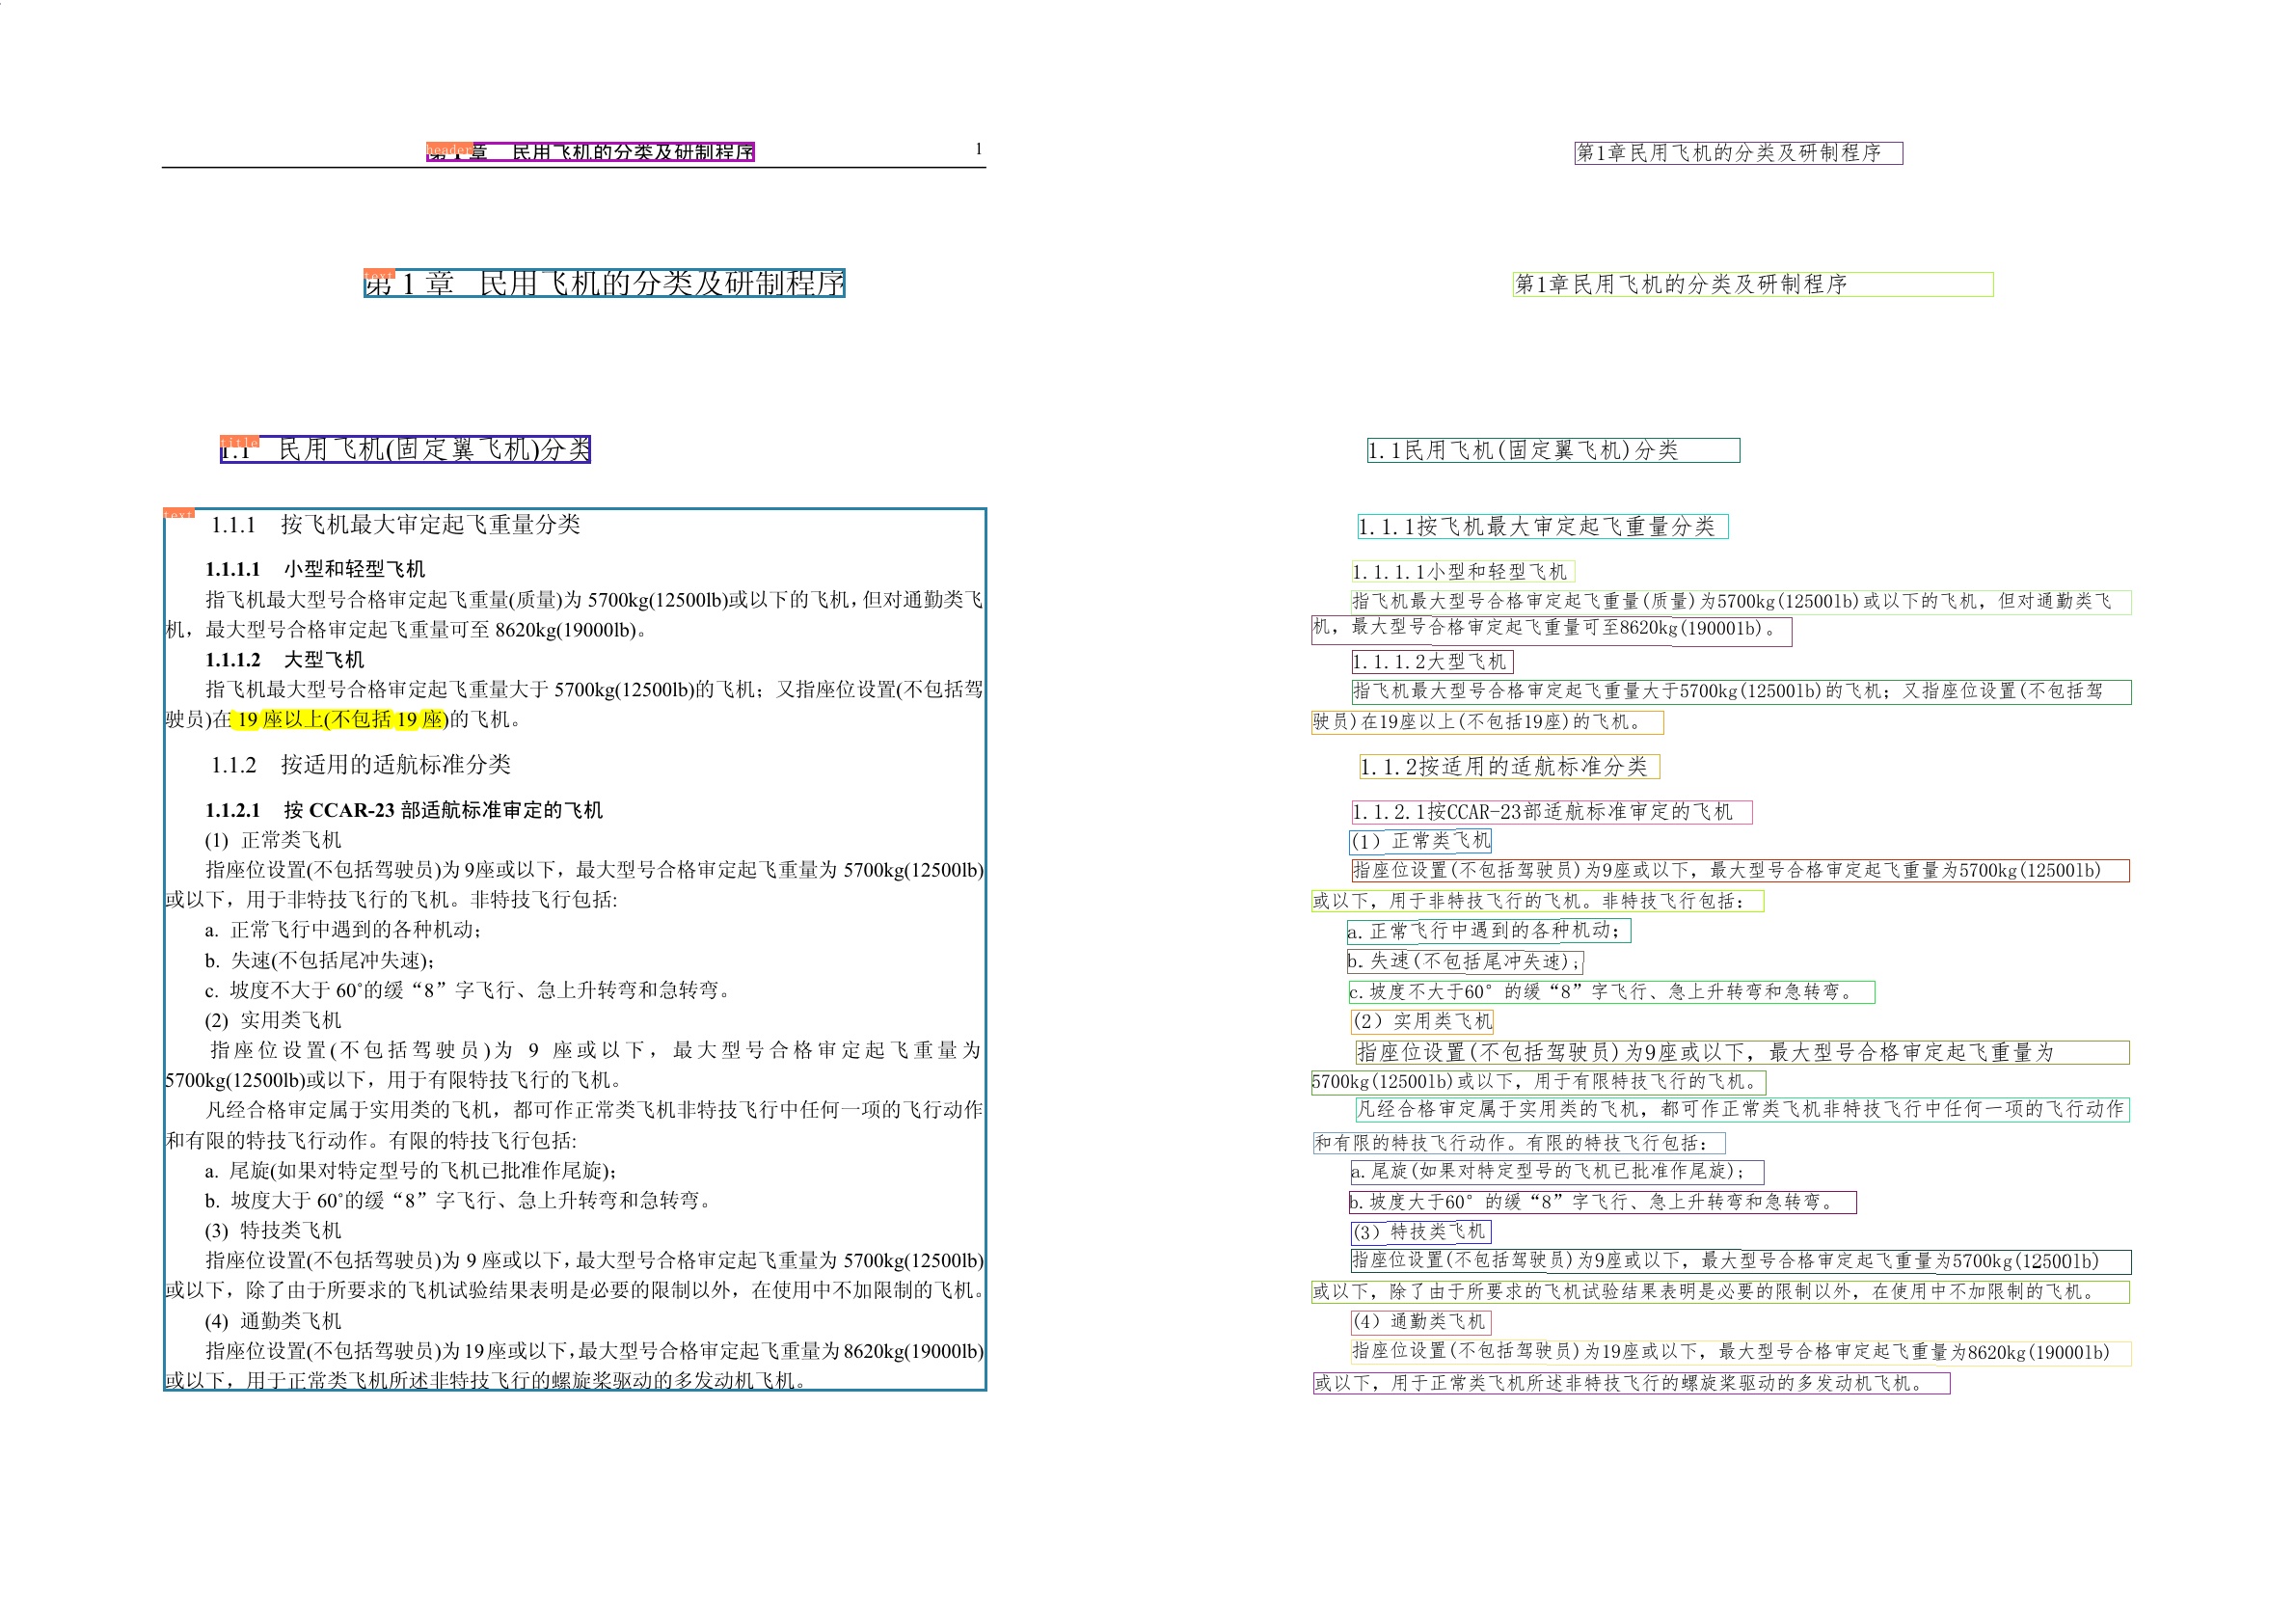 header
第 1 章 民用飞机的分类及研制程序 1
text
第 1 章 民用飞机的分类及研制程序
title
1.1 民用飞机(固定翼飞机)分类
text
1.1.1 按飞机最大审定起飞重量分类
1.1.1.1 小型和轻型飞机
指飞机最大型号合格审定起飞重量(质量)为 5700kg(12500lb)或以下的飞机，但对通勤类飞
机，最大型号合格审定起飞重量可至 8620kg(19000lb)。
1.1.1.2 大型飞机
指飞机最大型号合格审定起飞重量大于 5700kg(12500lb)的飞机；又指座位设置(不包括驾
驶员)在 19 座以上(不包括 19 座)的飞机。
1.1.2 按适用的适航标准分类
1.1.2.1 按 CCAR-23 部适航标准审定的飞机
(1) 正常类飞机
指座位设置(不包括驾驶员)为9座或以下，最大型号合格审定起飞重量为 5700kg(12500lb)
或以下，用于非特技飞行的飞机。非特技飞行包括:
a. 正常飞行中遇到的各种机动；
b. 失速(不包括尾冲失速)；
c. 坡度不大于 60°的缓“8”字飞行、急上升转弯和急转弯。
(2) 实用类飞机
指座位设置(不包括驾驶员)为 9 座或以下，最大型号合格审定起飞重量为
5700kg(12500lb)或以下，用于有限特技飞行的飞机。
凡经合格审定属于实用类的飞机，都可作正常类飞机非特技飞行中任何一项的飞行动作
和有限的特技飞行动作。有限的特技飞行包括:
a. 尾旋(如果对特定型号的飞机已批准作尾旋)；
b. 坡度大于 60°的缓“8”字飞行、急上升转弯和急转弯。
(3) 特技类飞机
指座位设置(不包括驾驶员)为 9 座或以下，最大型号合格审定起飞重量为 5700kg(12500lb)
或以下，除了由于所要求的飞机试验结果表明是必要的限制以外，在使用中不加限制的飞机。
(4) 通勤类飞机
指座位设置(不包括驾驶员)为19座或以下，最大型号合格审定起飞重量为8620kg(19000lb)
或以下，用于正常类飞机所述非特技飞行的螺旋桨驱动的多发动机飞机。
第1章民用飞机的分类及研制程序
第1章民用飞机的分类及研制程序
1.1民用飞机(固定翼飞机)分类
1.1.1按飞机最大审定起飞重量分类
1.1.1.1小型和轻型飞机
指飞机最大型号合格审定起飞重量(质量)为5700kg(12500lb)或以下的飞机，但对通勤类飞
机，最大型号合格审定起飞重量可至8620kg(19000lb)。
1.1.1.2大型飞机
指飞机最大型号合格审定起飞重量大于5700kg(12500lb)的飞机；又指座位设置(不包括驾
驶员)在19座以上(不包括19座)的飞机。
1.1.2按适用的适航标准分类
1.1.2.1按CCAR-23部适航标准审定的飞机
(1）正常类飞机
指座位设置(不包括驾驶员)为9座或以下，最大型号合格审定起飞重量为5700kg(12500lb)
或以下，用于非特技飞行的飞机。非特技飞行包括：
a.正常飞行中遇到的各种机动；
b.失速(不包括尾冲失速);
c.坡度不大于60°的缓“8”字飞行、急上升转弯和急转弯。
(2）实用类飞机
指座位设置(不包括驾驶员)为9座或以下，最大型号合格审定起飞重量为
5700kg(12500lb)或以下，用于有限特技飞行的飞机。
凡经合格审定属于实用类的飞机，都可作正常类飞机非特技飞行中任何一项的飞行动作
和有限的特技飞行动作。有限的特技飞行包括：
a.尾旋(如果对特定型号的飞机已批准作尾旋)；
b.坡度大于60°的缓“8”字飞行、急上升转弯和急转弯。
(3）特技类飞机
指座位设置(不包括驾驶员)为9座或以下，最大型号合格审定起飞重量为5700kg(12500lb)
或以下，除了由于所要求的飞机试验结果表明是必要的限制以外，在使用中不加限制的飞机。
(4）通勤类飞机
指座位设置(不包括驾驶员)为19座或以下，最大型号合格审定起飞重量为8620kg(19000lb)
或以下，用于正常类飞机所述非特技飞行的螺旋桨驱动的多发动机飞机。